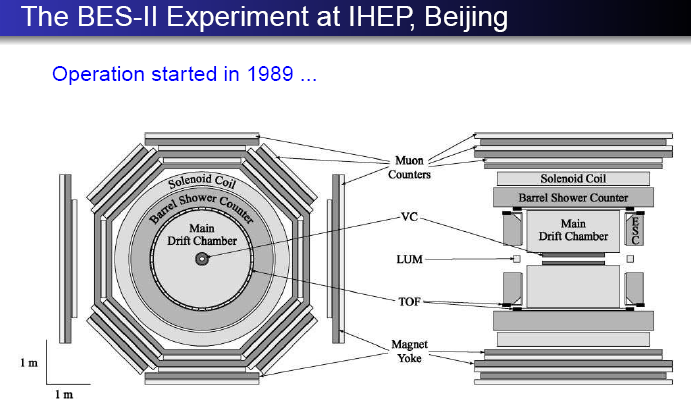 The BES-II Experiment at IHEP, Beijing
Operation started in 1989 ...
Solenoid Coil
Barrel Shower Counter
Main
Drift Chamber
Muon
Counters
VC
LUM
TOF
Magnet
Yoke
Solenoid Coil
Barrel Shower Counter
Main
Drift Chamber
ESC
1 m
1 m